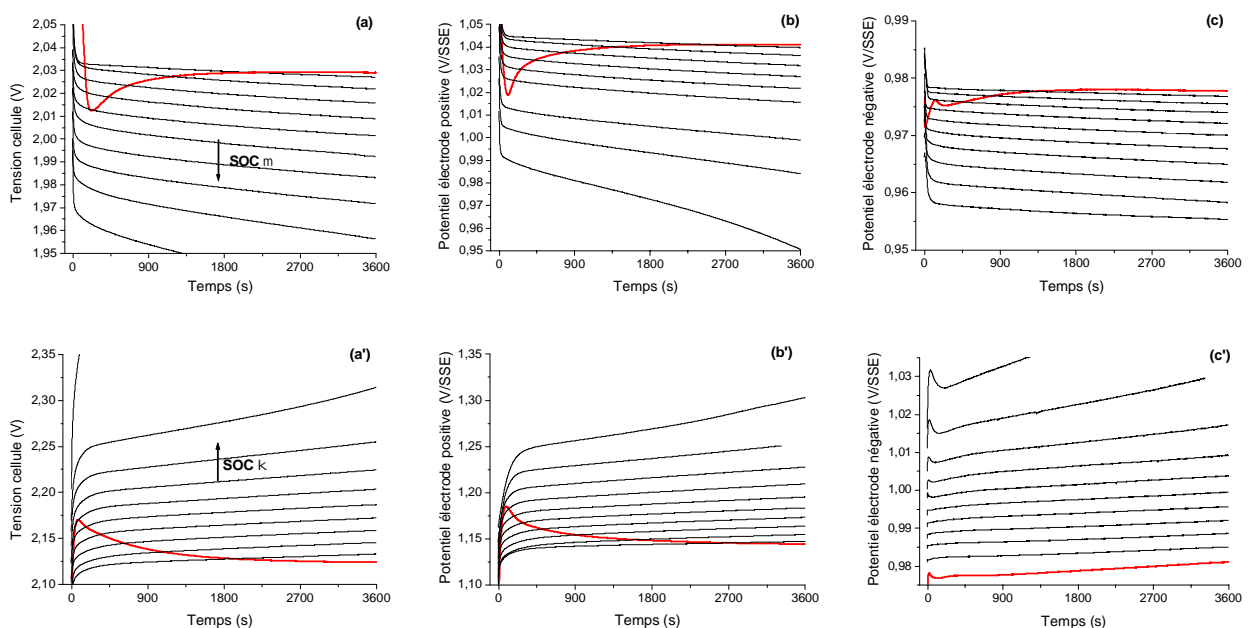 (a)
Tension cellule (V)
2,05
2,04
2,03
2,02
2,01
2,00
1,99
1,98
1,97
1,96
1,95
SOC m
0 900 1800 2700 3600
Temps (s)
(b)
Potentiel électrode positive (V/SSE)
1,05
1,04
1,03
1,02
1,01
1,00
0,99
0,98
0,97
0,96
0,95
0 900 1800 2700 3600
Temps (s)
(c)
Potentiel électrode négative (V/SSE)
0,99
0,98
0,97
0,96
0,95
0 900 1800 2700 3600
Temps (s)
(a')
Tension cellule (V)
2,35
2,30
2,25
2,20
2,15
2,10
SOC k
0 900 1800 2700 3600
Temps (s)
(b')
Potentiel électrode positive (V/SSE)
1,35
1,30
1,25
1,20
1,15
1,10
0 900 1800 2700 3600
Temps (s)
(c')
Potentiel électrode négative (V/SSE)
1,03
1,02
1,01
1,00
0,99
0,98
0 900 1800 2700 3600
Temps (s)